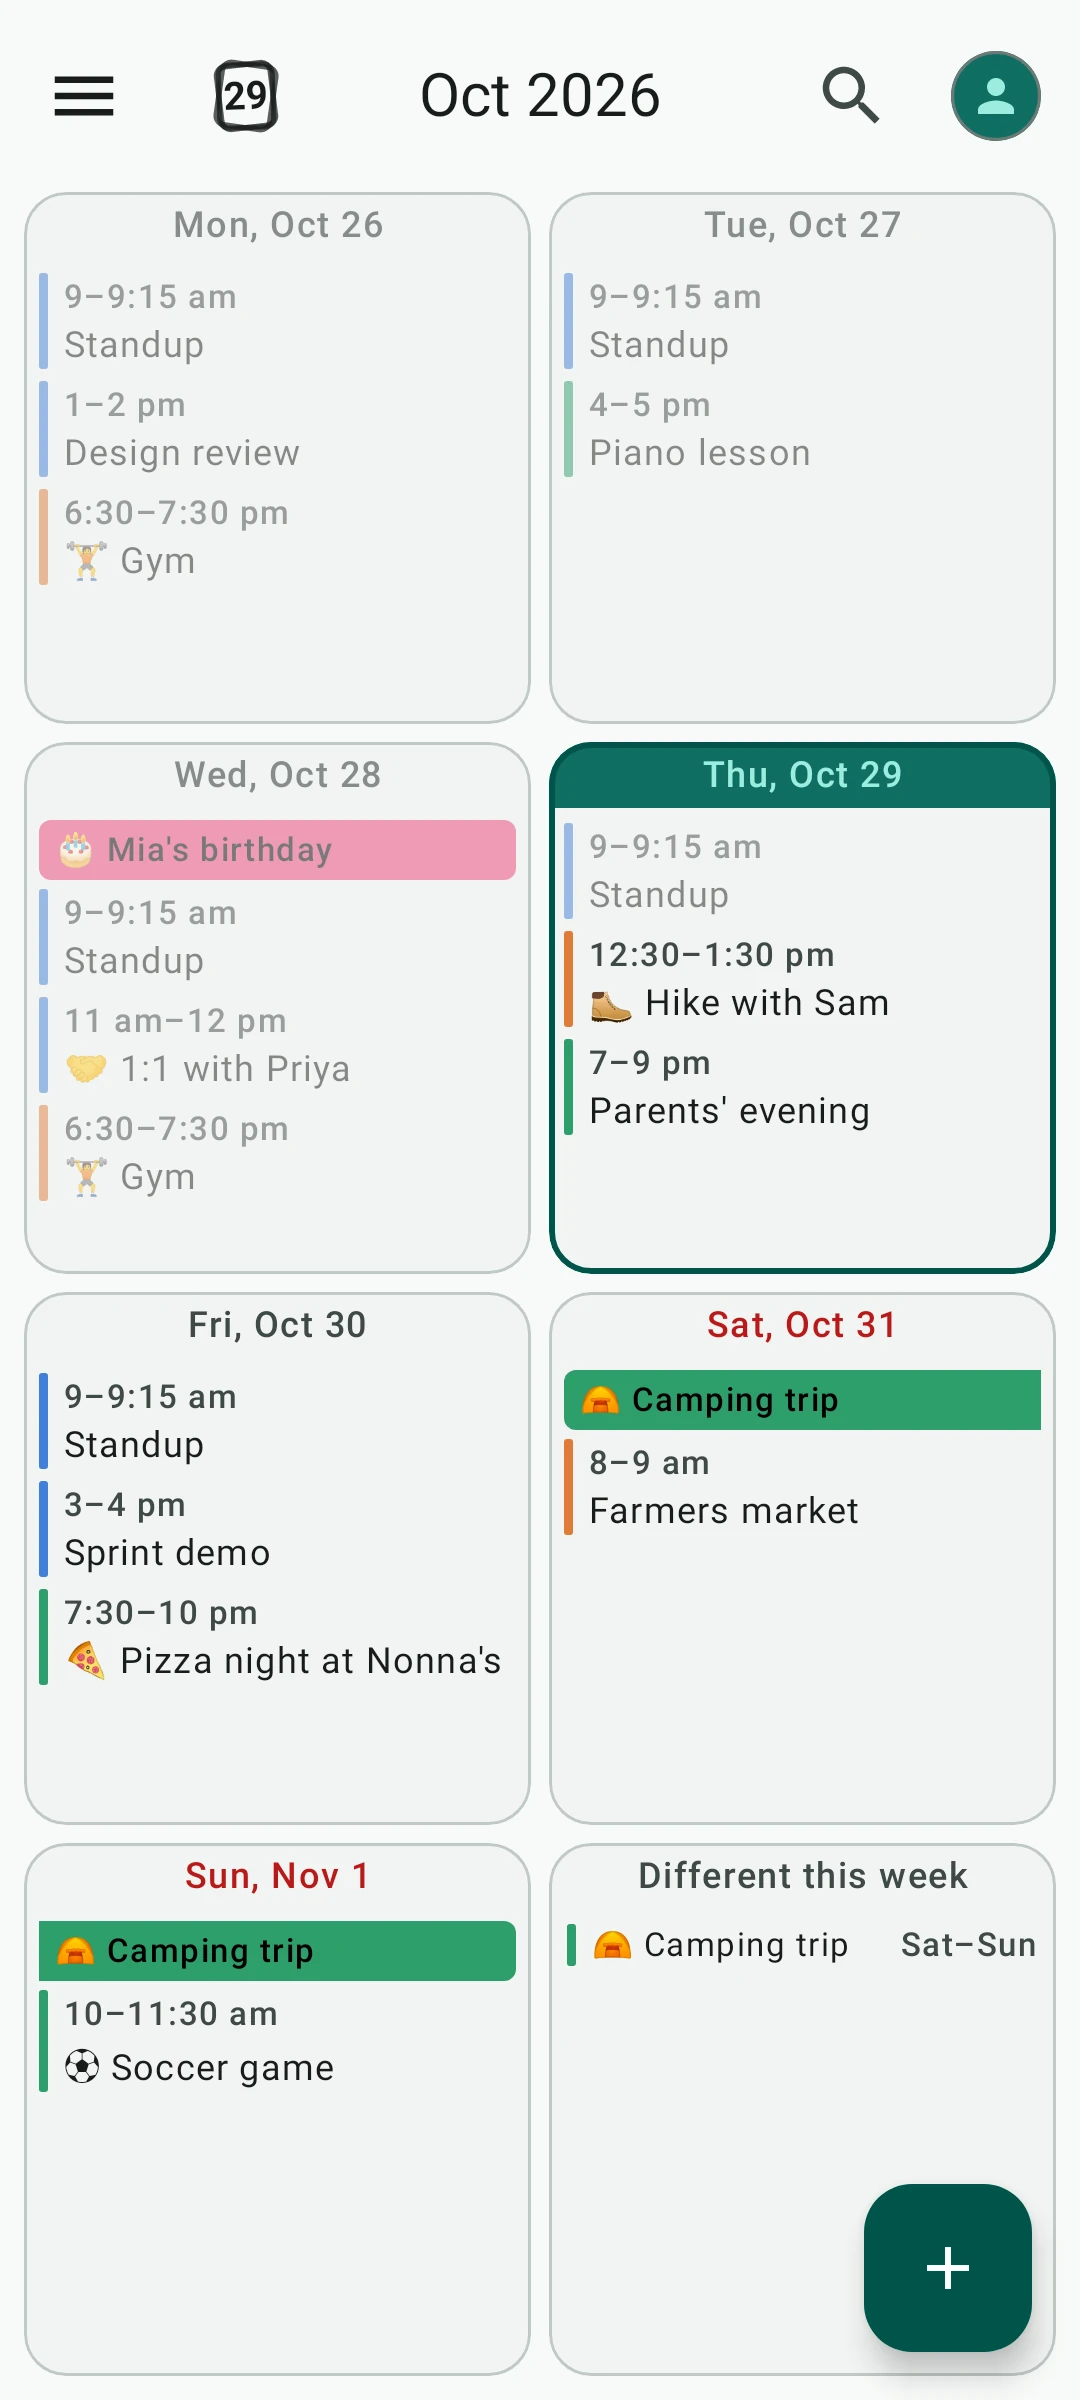 29
Oct 2026
Mon, Oct 26
9–9:15 am
Standup
1–2 pm
Design review
6:30–7:30 pm
🏋️ Gym
Tue, Oct 27
9–9:15 am
Standup
4–5 pm
Piano lesson
Wed, Oct 28
🎂 Mia's birthday
9–9:15 am
Standup
11 am–12 pm
🤝 1:1 with Priya
6:30–7:30 pm
🏋️ Gym
Thu, Oct 29
9–9:15 am
Standup
12:30–1:30 pm
🥾 Hike with Sam
7–9 pm
Parents' evening
Fri, Oct 30
9–9:15 am
Standup
3–4 pm
Sprint demo
7:30–10 pm
🍕 Pizza night at Nonna's
Sat, Oct 31
Camping trip
8–9 am
Farmers market
Sun, Nov 1
Camping trip
10–11:30 am
⚽ Soccer game
Different this week
Camping trip Sat–Sun